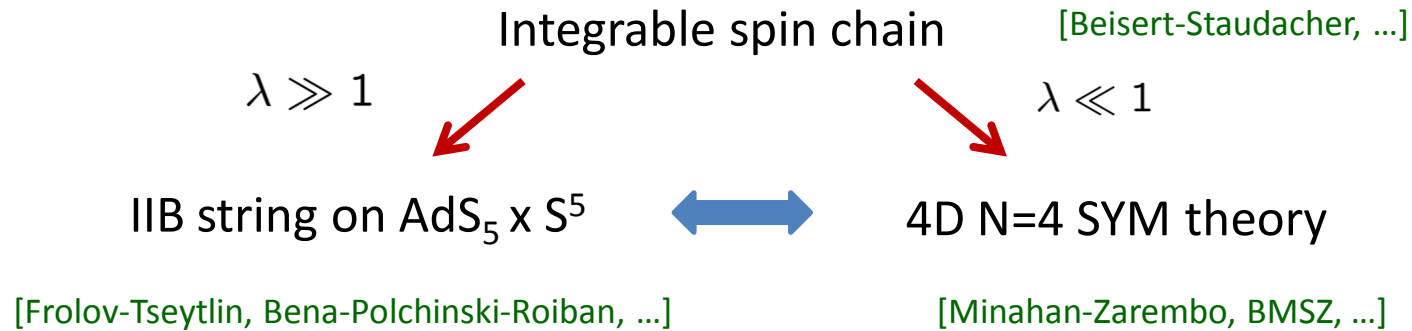 Integrable spin chain
[Beisert-Staudacher, ...]
λ ≫ 1
λ ≪ 1
IIB string on AdS₅ x S⁵
4D N=4 SYM theory
[Frolov-Tseytlin, Bena-Polchinski-Roiban, ...]
[Minahan-Zarembo, BMSZ, ...]